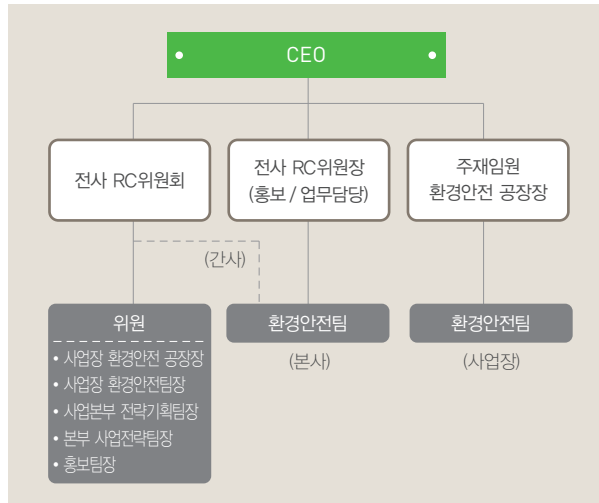 CEO
전사 RC위원회
전사 RC위원장
(홍보 / 업무담당)
주재임원
환경안전 공장장
(간사)
위원
• 사업장 환경안전 공장장
• 사업장 환경안전팀장
• 사업본부 전략기획팀장
• 본부 사업전략팀장
• 홍보팀장
환경안전팀
(본사)
환경안전팀
(사업장)